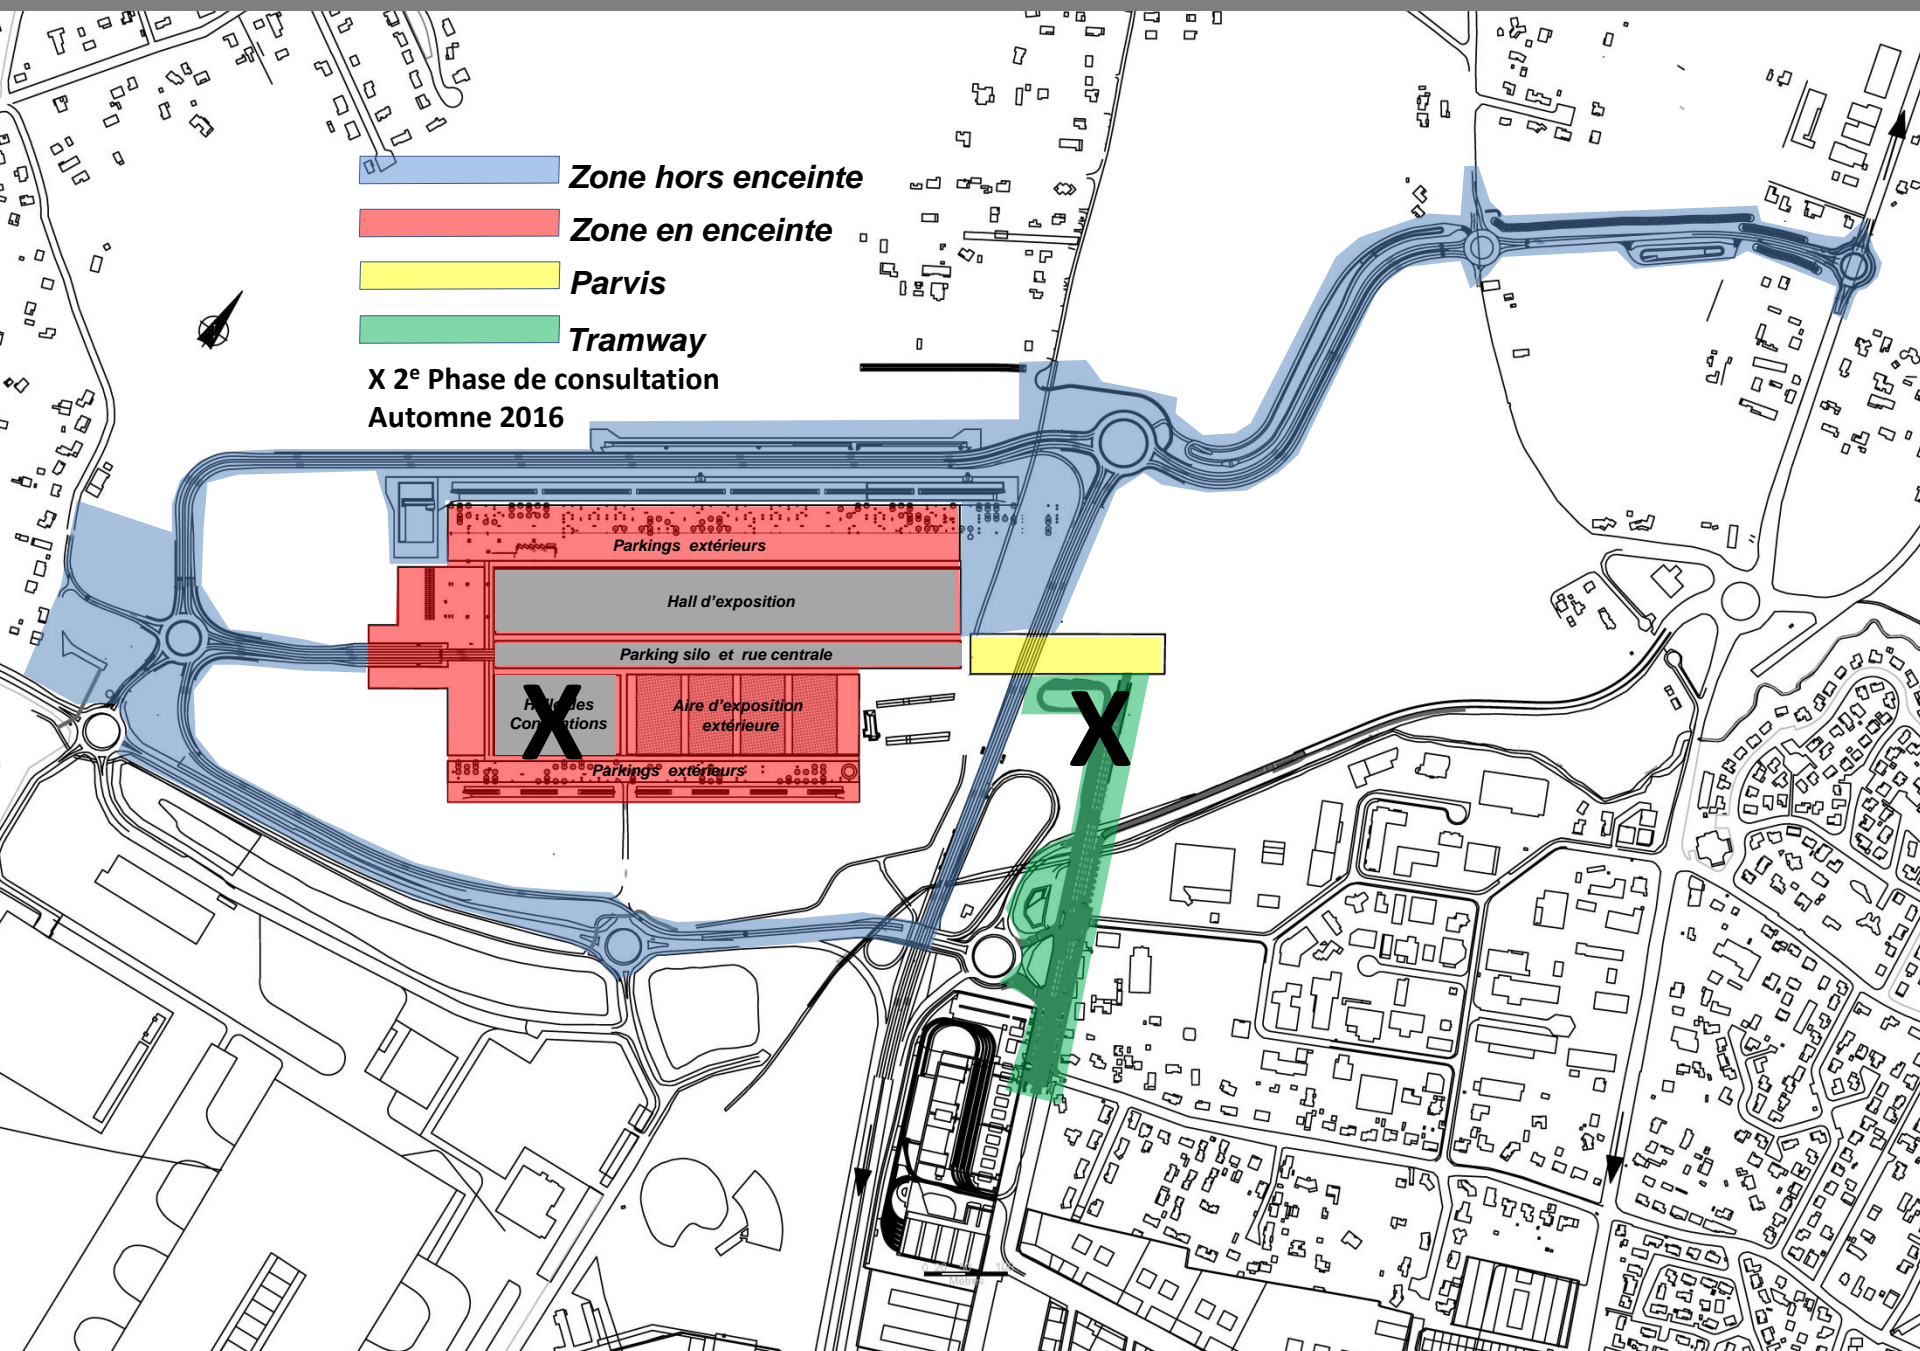 Zone hors enceinte
Zone en enceinte
Parvis
Tramway
X 2e Phase de consultation
Automne 2016
Parkings extérieurs
Hall d'exposition
Parking silo et rue centrale
X
Aire d'exposition
extérieure
X
Parkings extérieurs
Mètres